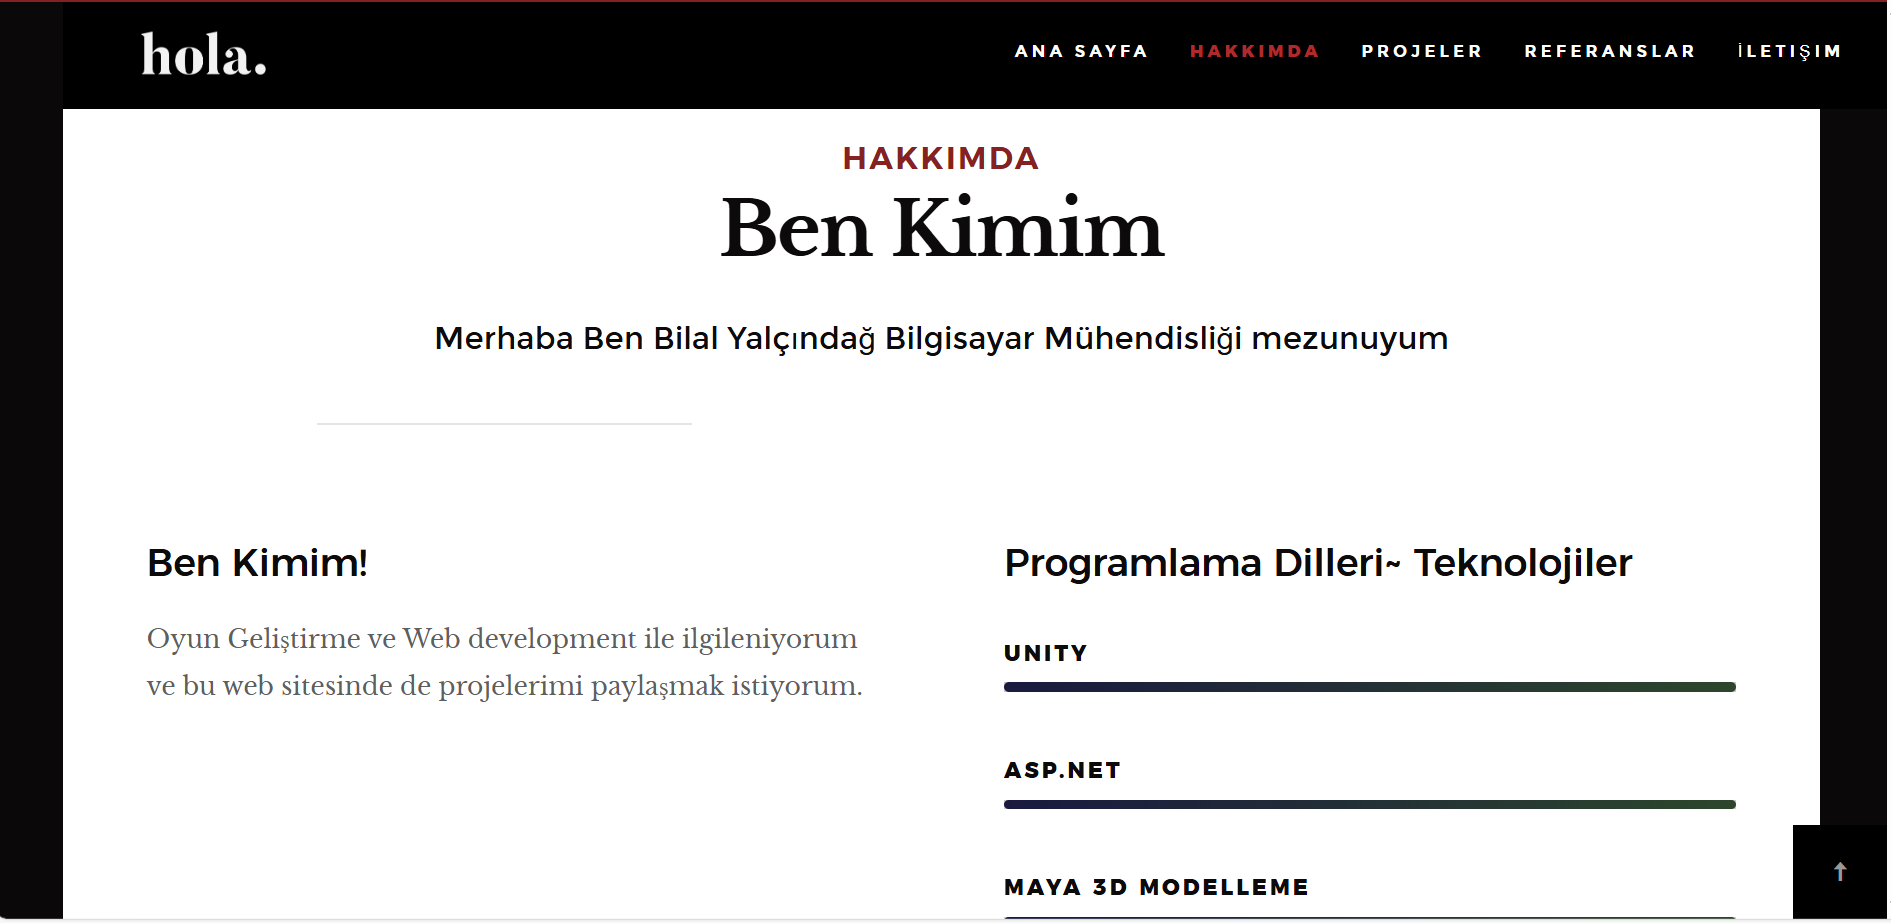 hola.
ANA SAYFA HAKKIMDA PROJELER REFERANSLAR İLETIŞIM
HAKKIMDA
Ben Kimim
Merhaba Ben Bilal Yalçındağ Bilgisayar Mühendisliği mezunuyum
Ben Kimim!
Oyun Geliştirme ve Web development ile ilgileniyorum
ve bu web sitesinde de projelerimi paylaşmak istiyorum.
Programlama Dilleri~ Teknolojiler
UNITY
ASP.NET
MAYA 3D MODELLEME